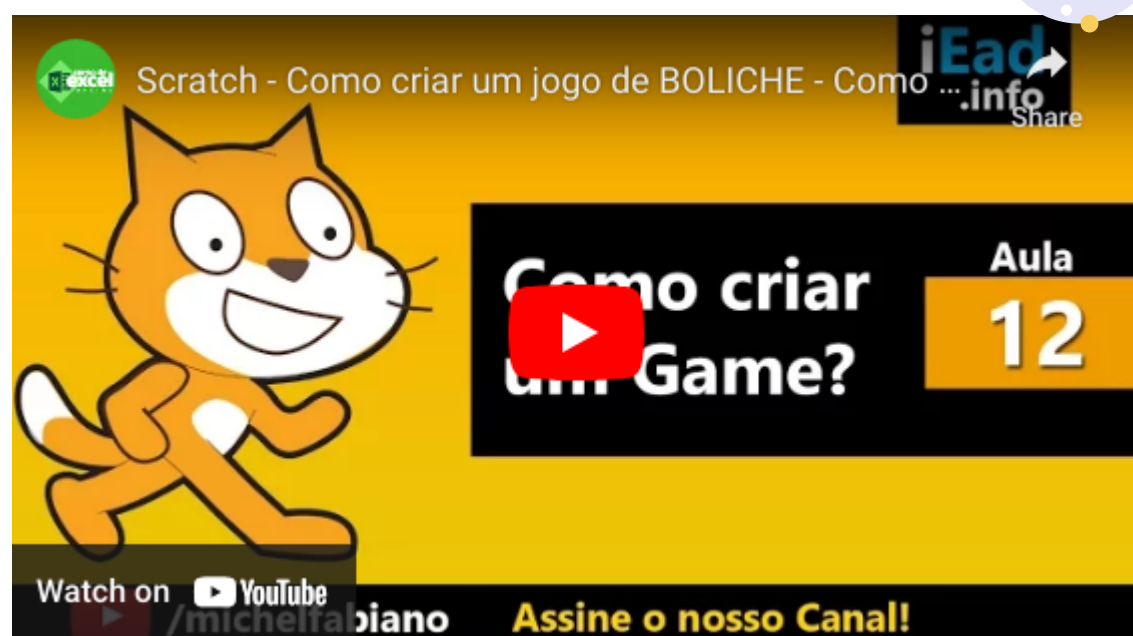 excel
Scratch - Como criar um jogo de BOLICHE - Como ...
iEad
.info
Share
Como criar
um Game?
Aula
12
Watch on YouTube
/michelfabiano
Assine o nosso Canal!